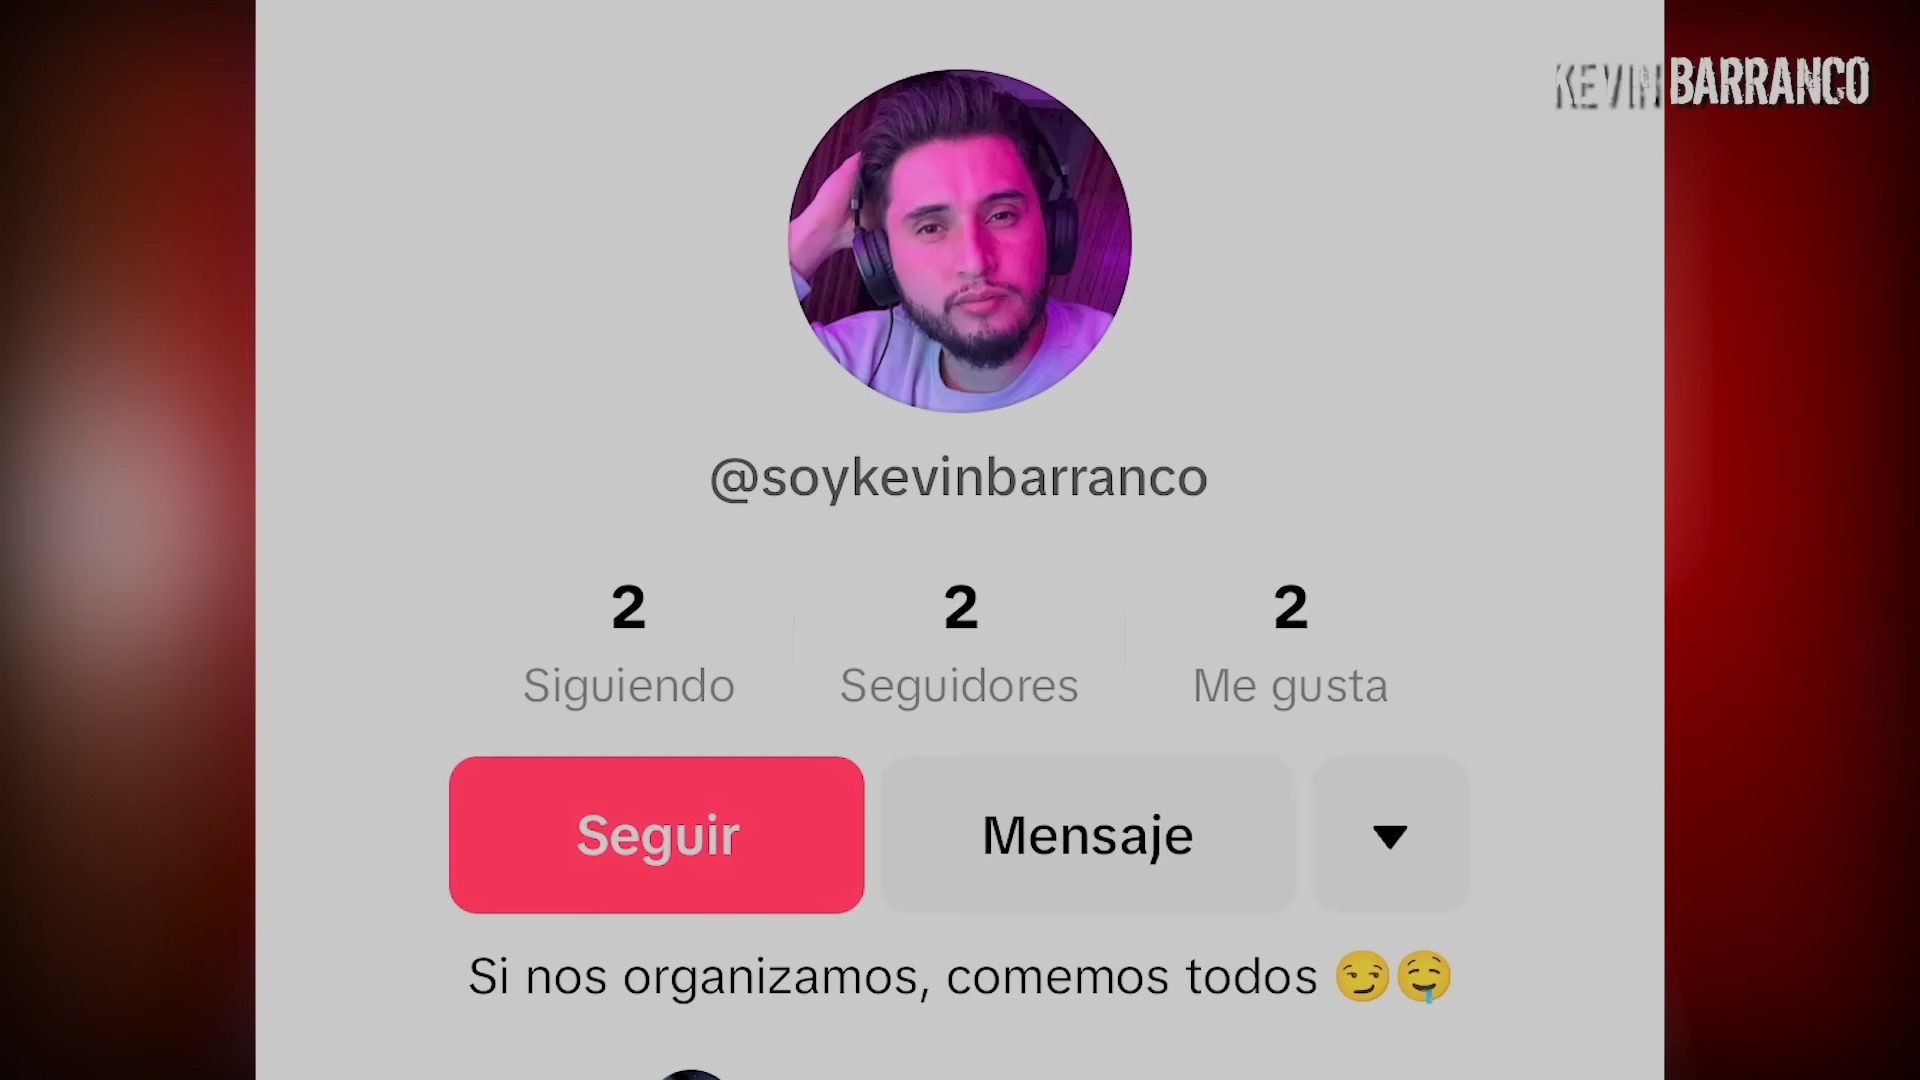 KEVIN BARRANCO
@soykevinbarranco
2 2 2
Siguiendo Seguidores Me gusta
Seguir Mensaje
Si nos organizamos, comemos todos 😏🤤